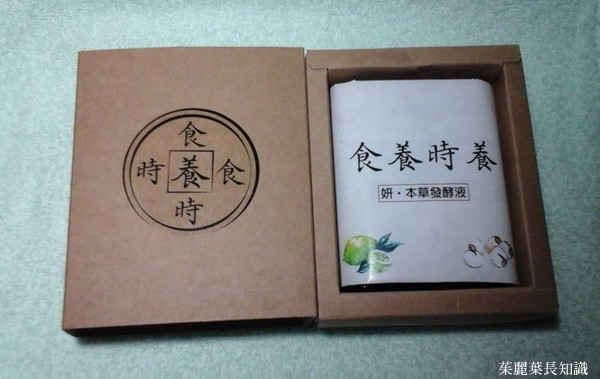 食
時養食
時
食養時養
妍・本草發酵液
茱麗葉長知識